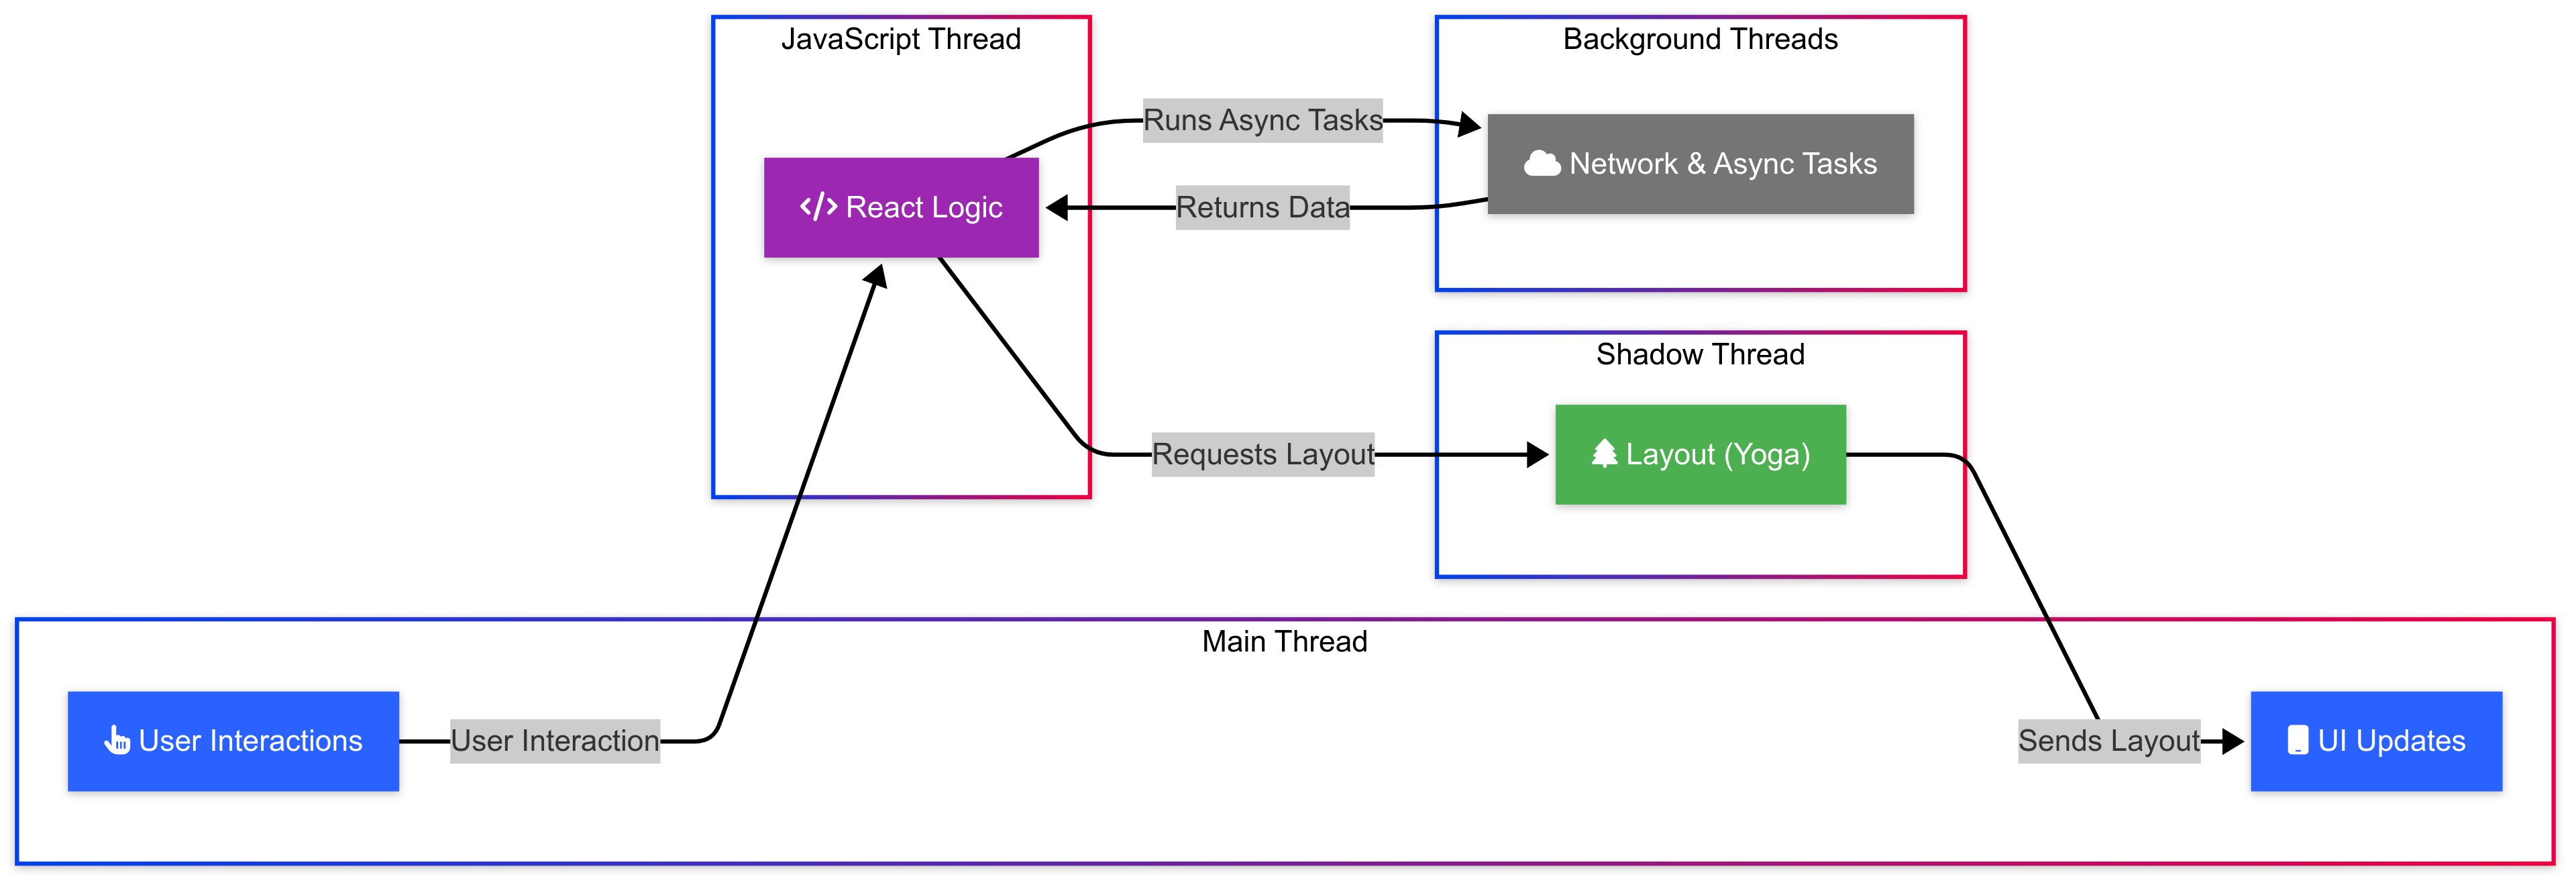 JavaScript Thread
Background Threads
Runs Async Tasks
Network & Async Tasks
React Logic
Returns Data
Shadow Thread
Requests Layout
Layout (Yoga)
Main Thread
User Interactions
User Interaction
Sends Layout
UI Updates